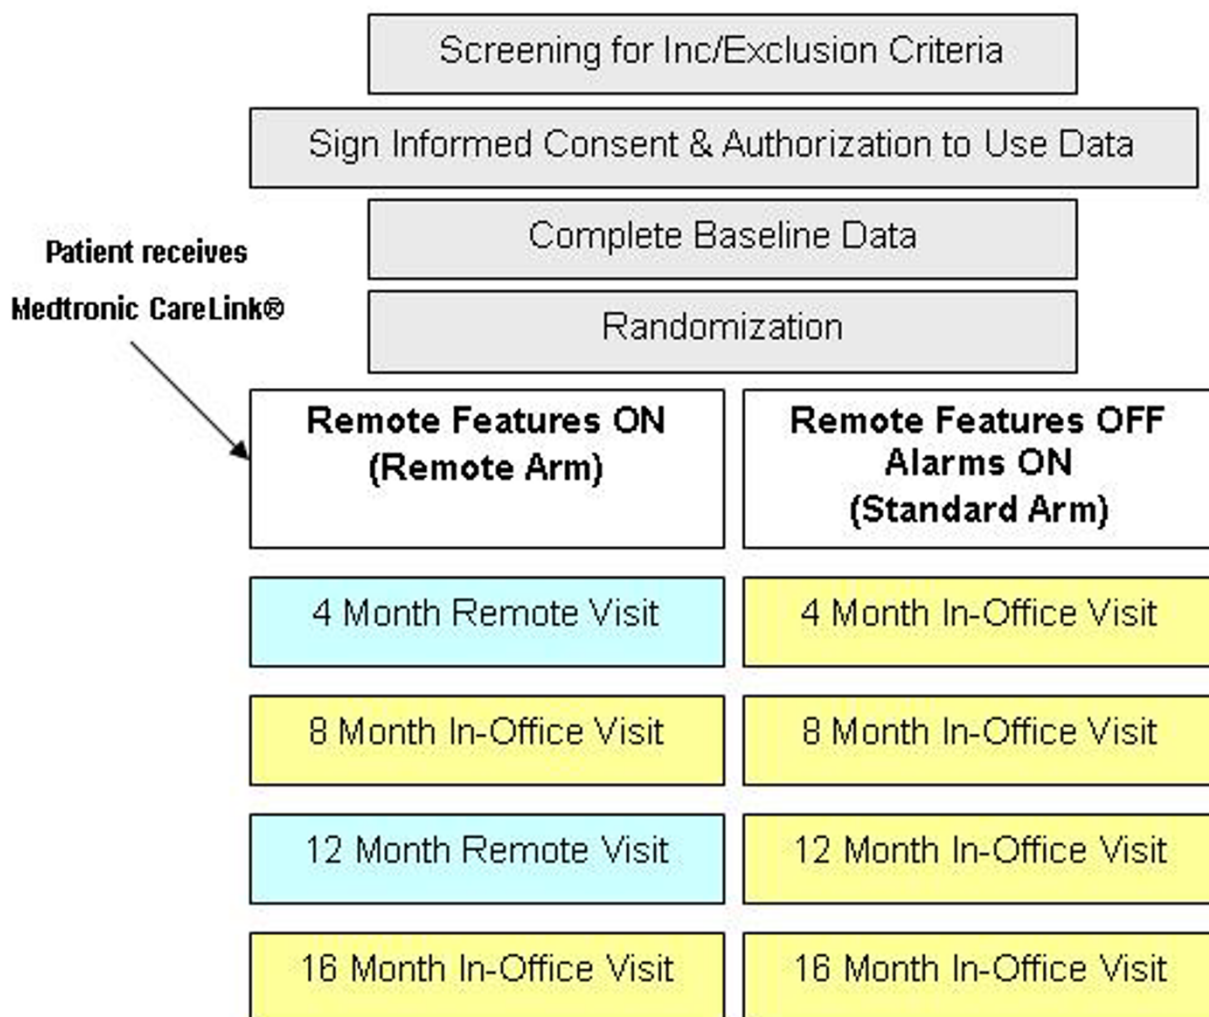 Screening for Inc/Exclusion Criteria
Sign Informed Consent & Authorization to Use Data
Complete Baseline Data
Patient receives
Medtronic CareLink®
Randomization
Remote Features ON
(Remote Arm)
Remote Features OFF
Alarms ON
(Standard Arm)
4 Month Remote Visit
4 Month In-Office Visit
8 Month In-Office Visit
8 Month In-Office Visit
12 Month Remote Visit
12 Month In-Office Visit
16 Month In-Office Visit
16 Month In-Office Visit